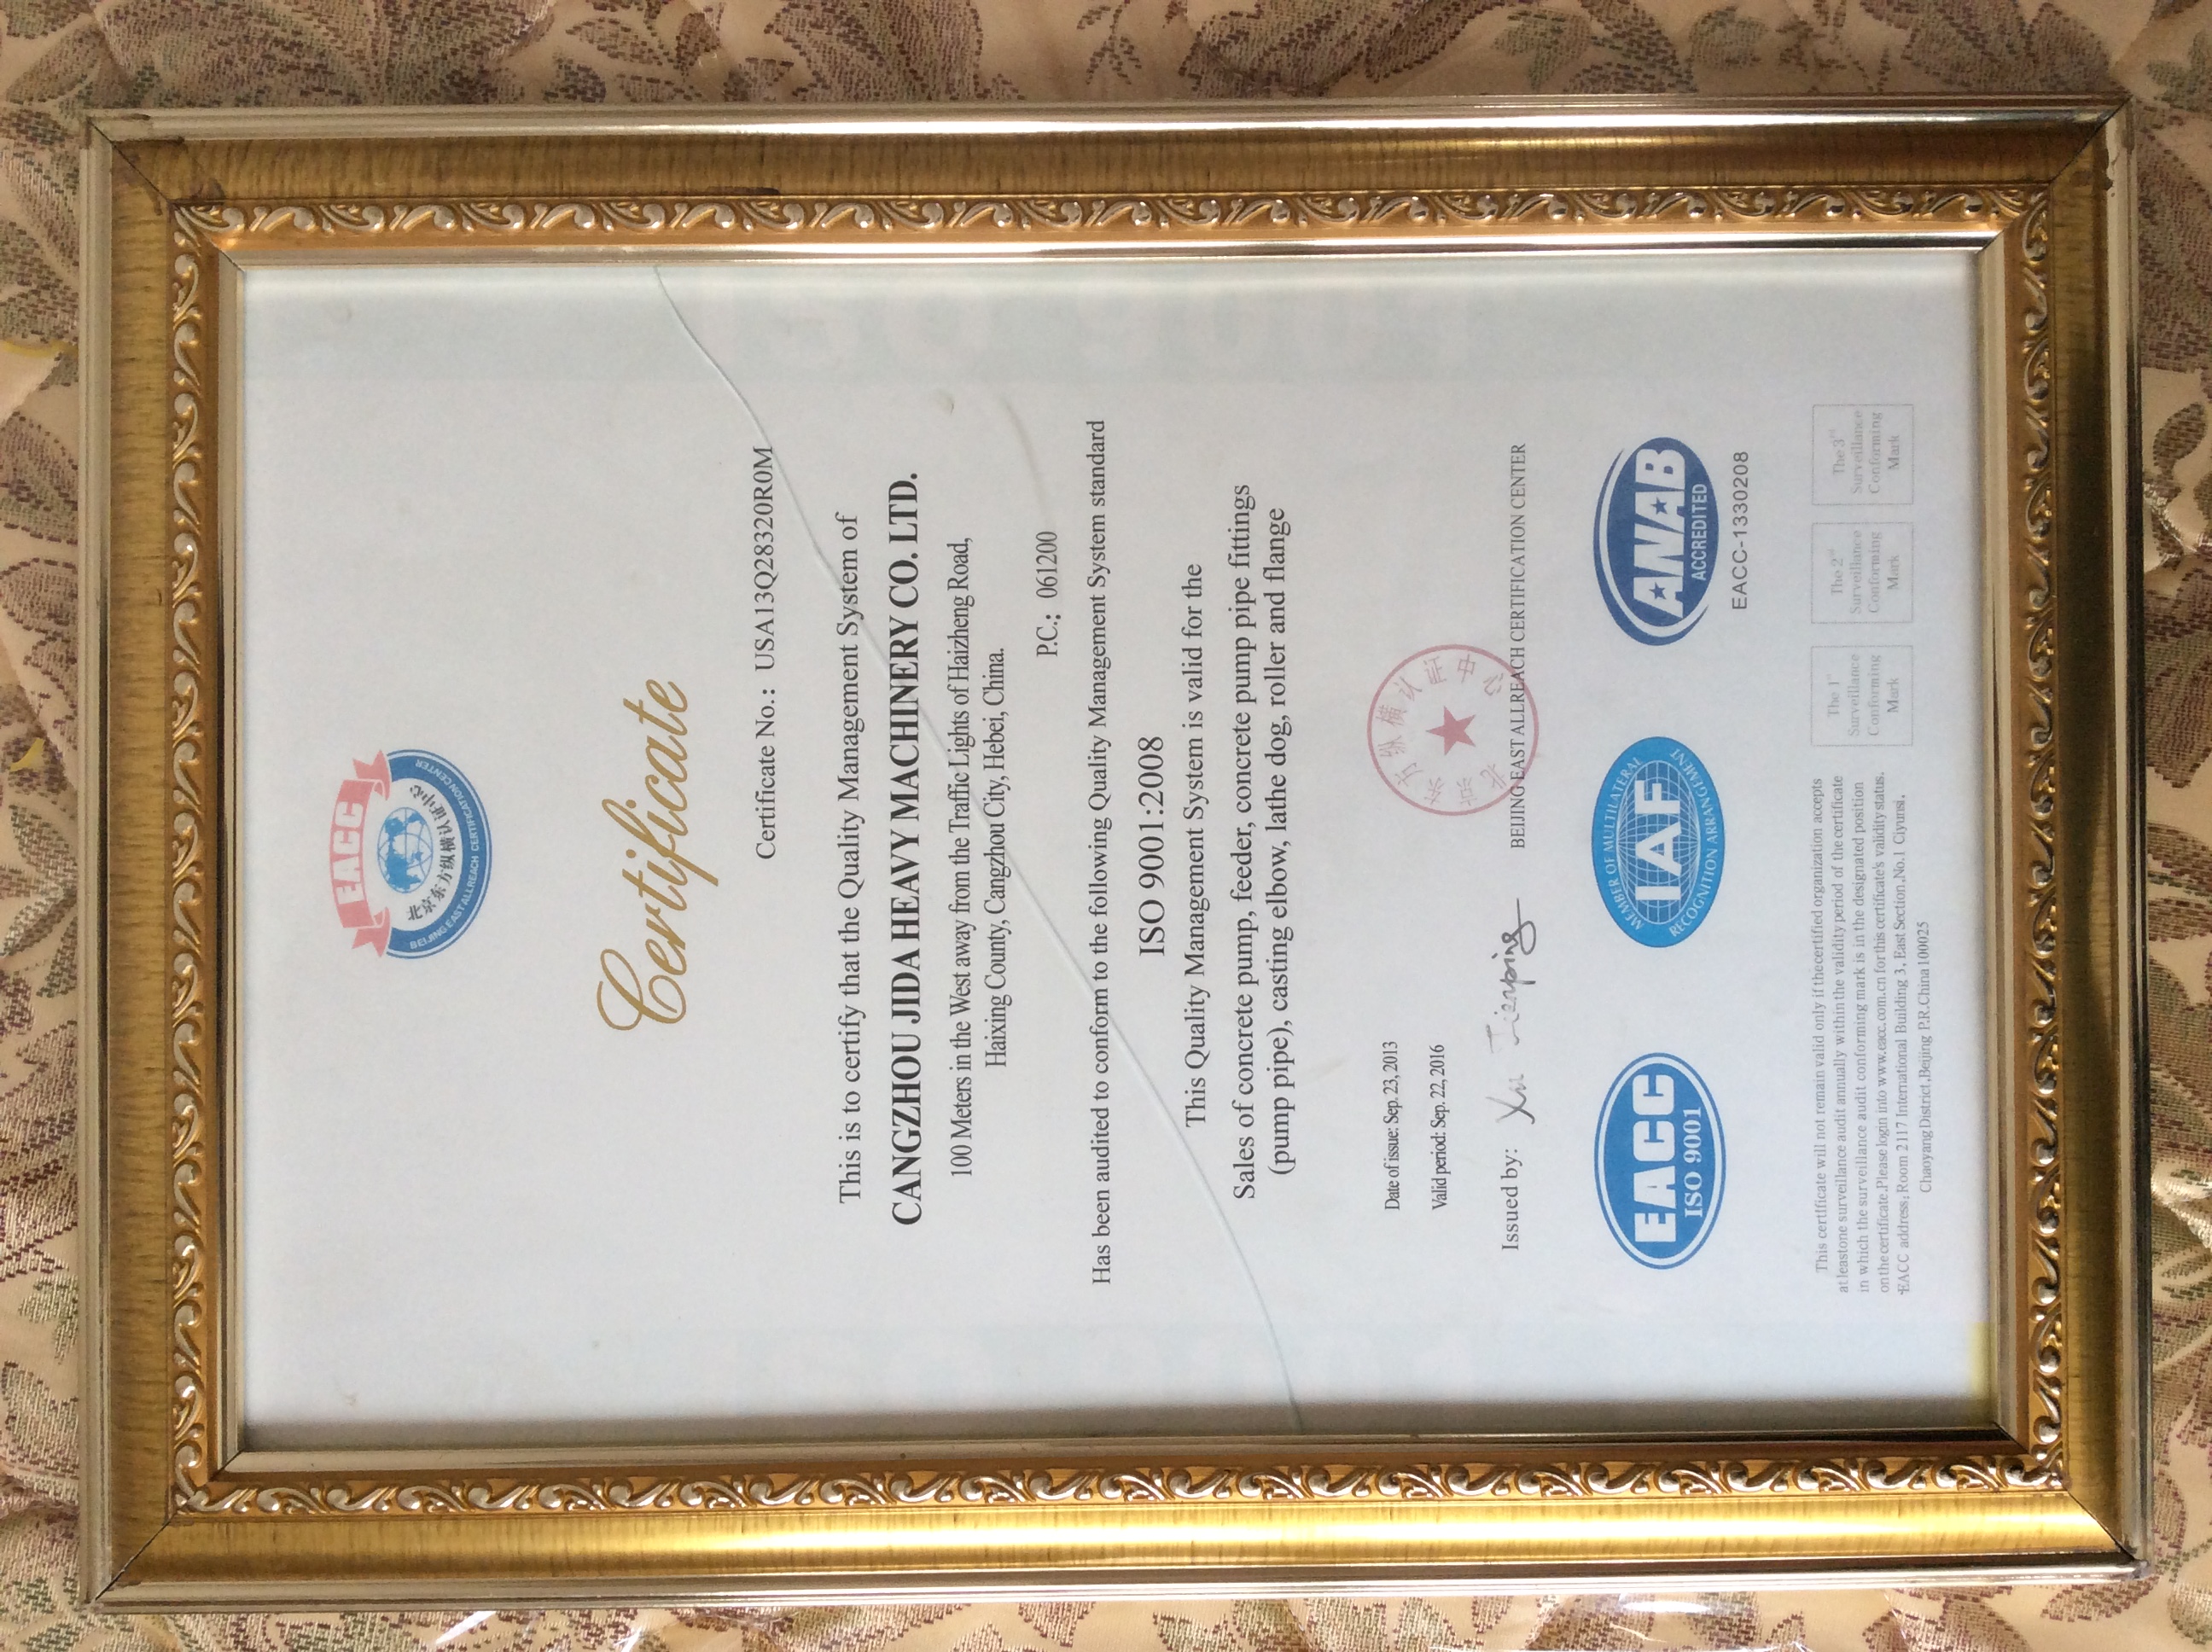 EACC
北京东方纵横认证中心
BEIJING EAST ALLREACH CERTIFICATION CENTER
Certificate
Certificate No.: USA13Q28320R0M
This is to certify that the Quality Management System of
CANGZHOU JIDA HEAVY MACHINERY CO. LTD.
100 Meters in the West away from the Traffic Lights of Haizheng Road,
Haixing County, Cangzhou City, Hebei, China.
P.C.: 061200
Has been audited to conform to the following Quality Management System standard
ISO 9001:2008
This Quality Management System is valid for the
Sales of concrete pump, feeder, concrete pump pipe fittings
(pump pipe), casting elbow, lathe dog, roller and flange
Date of issue: Sep. 23, 2013
Valid period: Sep. 22, 2016
北京东方纵横认证中心
Issued by: Xu Tienping BEIJING EAST ALLREACH CERTIFICATION CENTER
EACC
ISO 9001
MEMBER OF MULTILATERAL
IAF
RECOGNITION ARRANGEMENT
ANAB
ACCREDITED
EACC-1330208
This certificate will not remain valid only if the certified organization accepts
at least one surveillance audit annually within the validity period of the certificate
in which the surveillance audit conforming mark is in the designated position
on the certificate.Please login into www.eacc.com.cn for this certificate's validity status.
EACC address:Room 2117 International Building 3, East Section,No.1 Ciyunsi,
Chaoyang District,Beijing P.R.China 100025
The 1st
Surveillance
Conforming
Mark
The 2nd
Surveillance
Conforming
Mark
The 3rd
Surveillance
Conforming
Mark